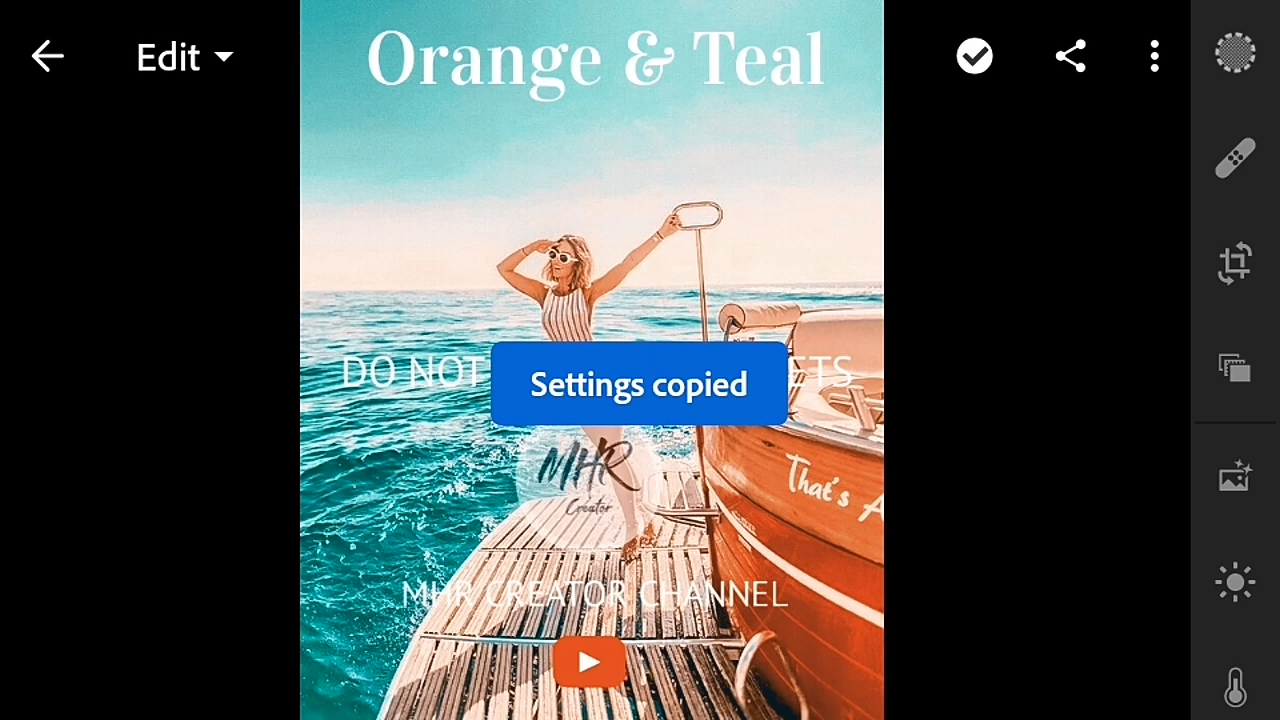 Orange & Teal
Edit
DO NOT ETS
Settings copied
MHR
Creator
That's A
MHR CREATOR CHANNEL